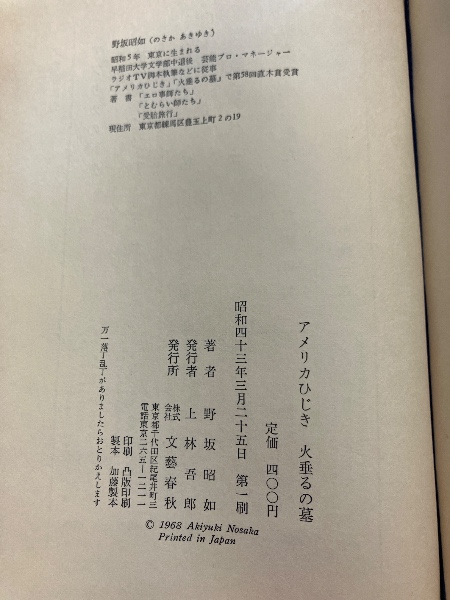 野坂昭如（のさか あきゆき）
昭和5年 東京に生まれる
早稲田大学文学部中退後 芸能プロ・マネージャー
ラジオTV脚本執筆などに従事
「アメリカひじき」「火垂るの墓」で第58回直木賞受賞
著書 「エロ事師たち」
「とむらい師たち」
「受胎旅行」
現住所 東京都練馬区豊玉上町2の19
アメリカひじき 火垂るの墓
定価 四〇〇円
昭和四十三年三月二十五日 第一刷
著者 野坂昭如
発行者 上林吾郎
発行所 株式会社 文藝春秋
東京都千代田区紀尾井町三
電話東京二六五―一二一一
印刷 凸版印刷
製本 加藤製本
万一落丁乱丁がありましたらおとりかえします
© 1968 Akiyuki Nosaka
Printed in Japan